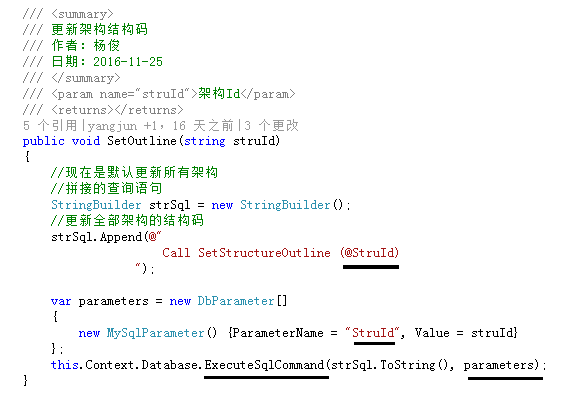 /// <summary>
/// 更新架构结构码
/// 作者: 杨俊
/// 日期: 2016-11-25
/// </summary>
/// <param name="struId">架构Id</param>
/// <returns></returns>
5 个引用|yangjun +1, 16 天之前|3 个更改
public void SetOutline(string struId)
{
    //现在是默认更新所有架构
    //拼接的查询语句
    StringBuilder strSql = new StringBuilder();
    //更新全部架构的结构码
    strSql.Append(@"
                    Call SetStructureOutline (@StruId)
                ");
    var parameters = new DbParameter[]
    {
        new MySqlParameter() {ParameterName = "StruId", Value = struId}
    };
    this.Context.Database.ExecuteSqlCommand(strSql.ToString(), parameters);
}